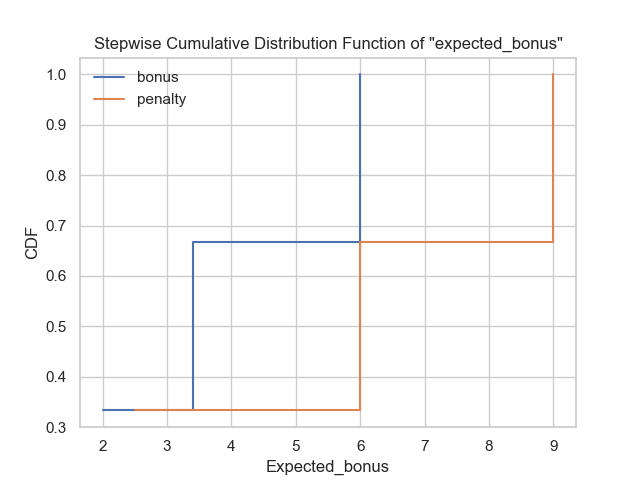 Stepwise Cumulative Distribution Function of "expected_bonus"
bonus
penalty
CDF
1.0
0.9
0.8
0.7
0.6
0.5
0.4
0.3
2 3 4 5 6 7 8 9
Expected_bonus